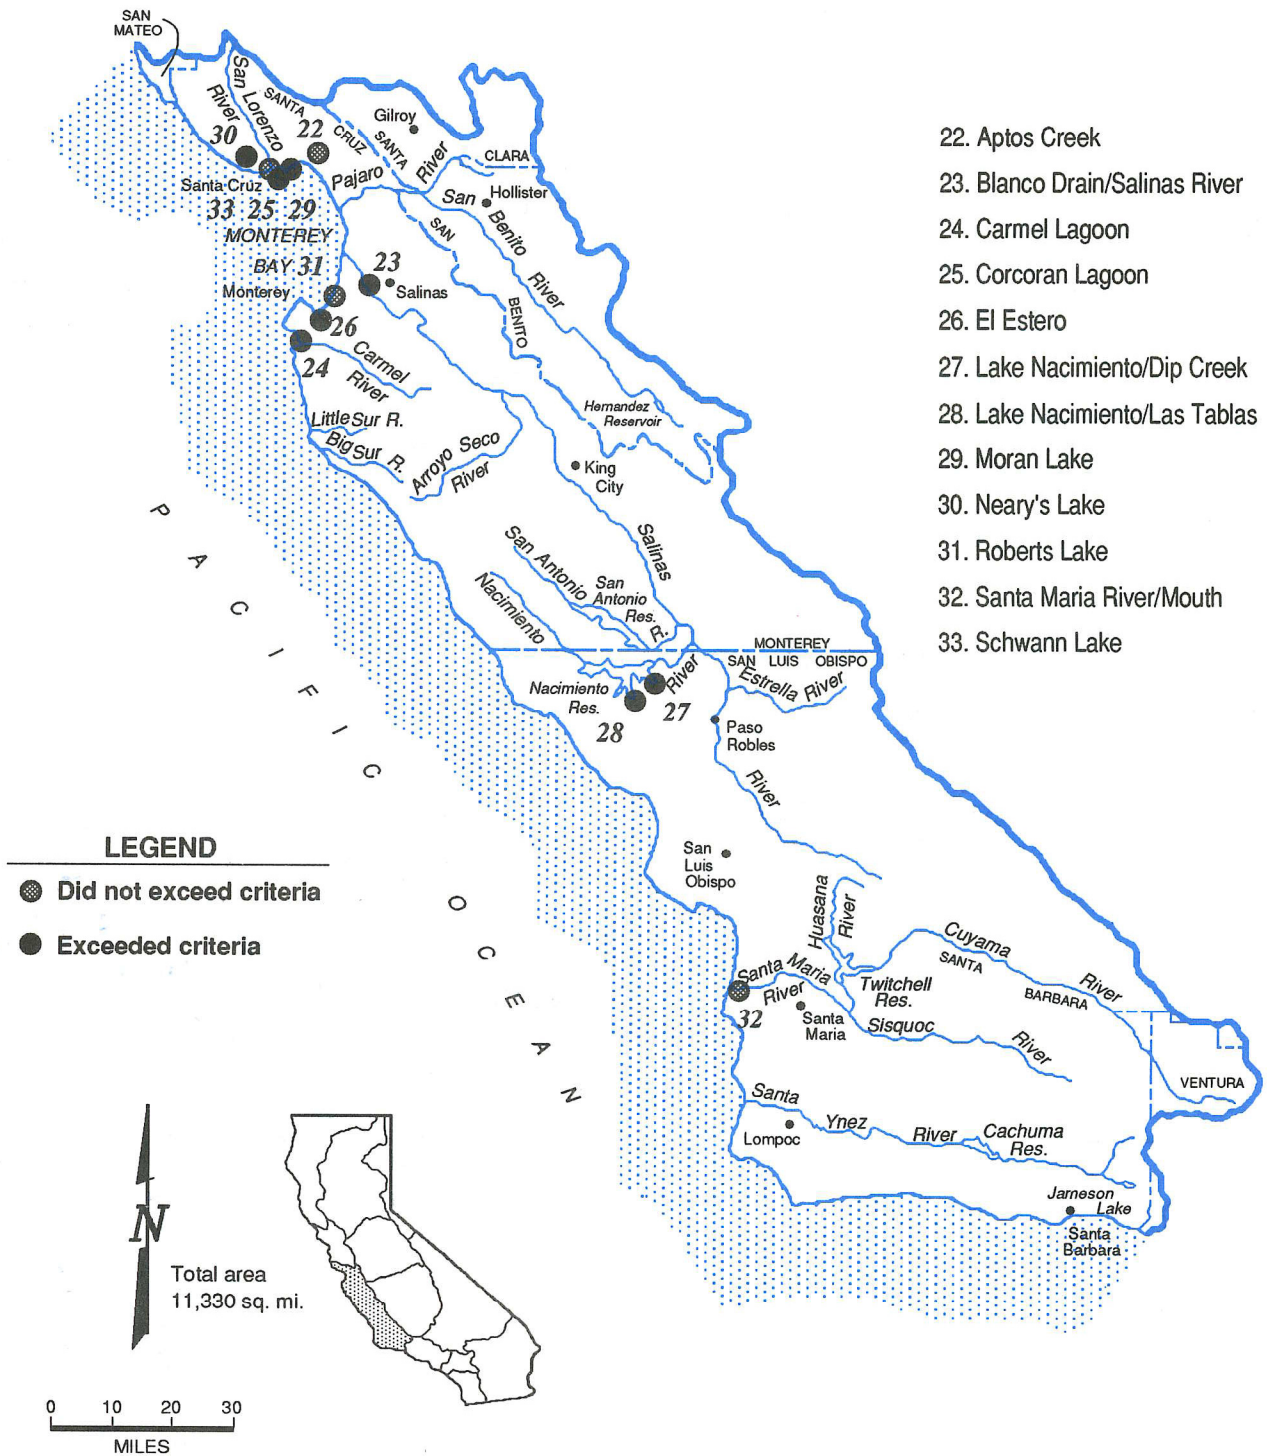 SAN
MATEO
San Lorenzo
River
SANTA
CRUZ
Gilroy
SANTA
CLARA
River
Pajaro
30
22
Santa Cruz
33 25 29
MONTEREY
BAY
31
Monterey
23
Salinas
26
24
San
Benito
River
Hollister
SAN
BENITO
Carmel
River
Little Sur R.
Big Sur R.
Arroyo Seco
River
Hernandez
Reservoir
King
City
Salinas
San Antonio
San
Antonio
Res.
R.
Nacimiento
River
MONTEREY
SAN LUIS OBISPO
Estrella River
Nacimiento
Res.
28
27
Paso
Robles
River
San
Luis
Obispo
Huasana
River
Cuyama
River
SANTA
BARBARA
Santa Maria
River
32
Santa
Maria
Twitchell
Res.
Sisquoc
River
VENTURA
Santa
Ynez
River
Lompoc
Cachuma
Res.
Jameson
Lake
Santa
Barbara
PACIFIC OCEAN
22. Aptos Creek
23. Blanco Drain/Salinas River
24. Carmel Lagoon
25. Corcoran Lagoon
26. El Estero
27. Lake Nacimiento/Dip Creek
28. Lake Nacimiento/Las Tablas
29. Moran Lake
30. Neary's Lake
31. Roberts Lake
32. Santa Maria River/Mouth
33. Schwann Lake
LEGEND
Did not exceed criteria
Exceeded criteria
N
Total area
11,330 sq. mi.
0 10 20 30
MILES